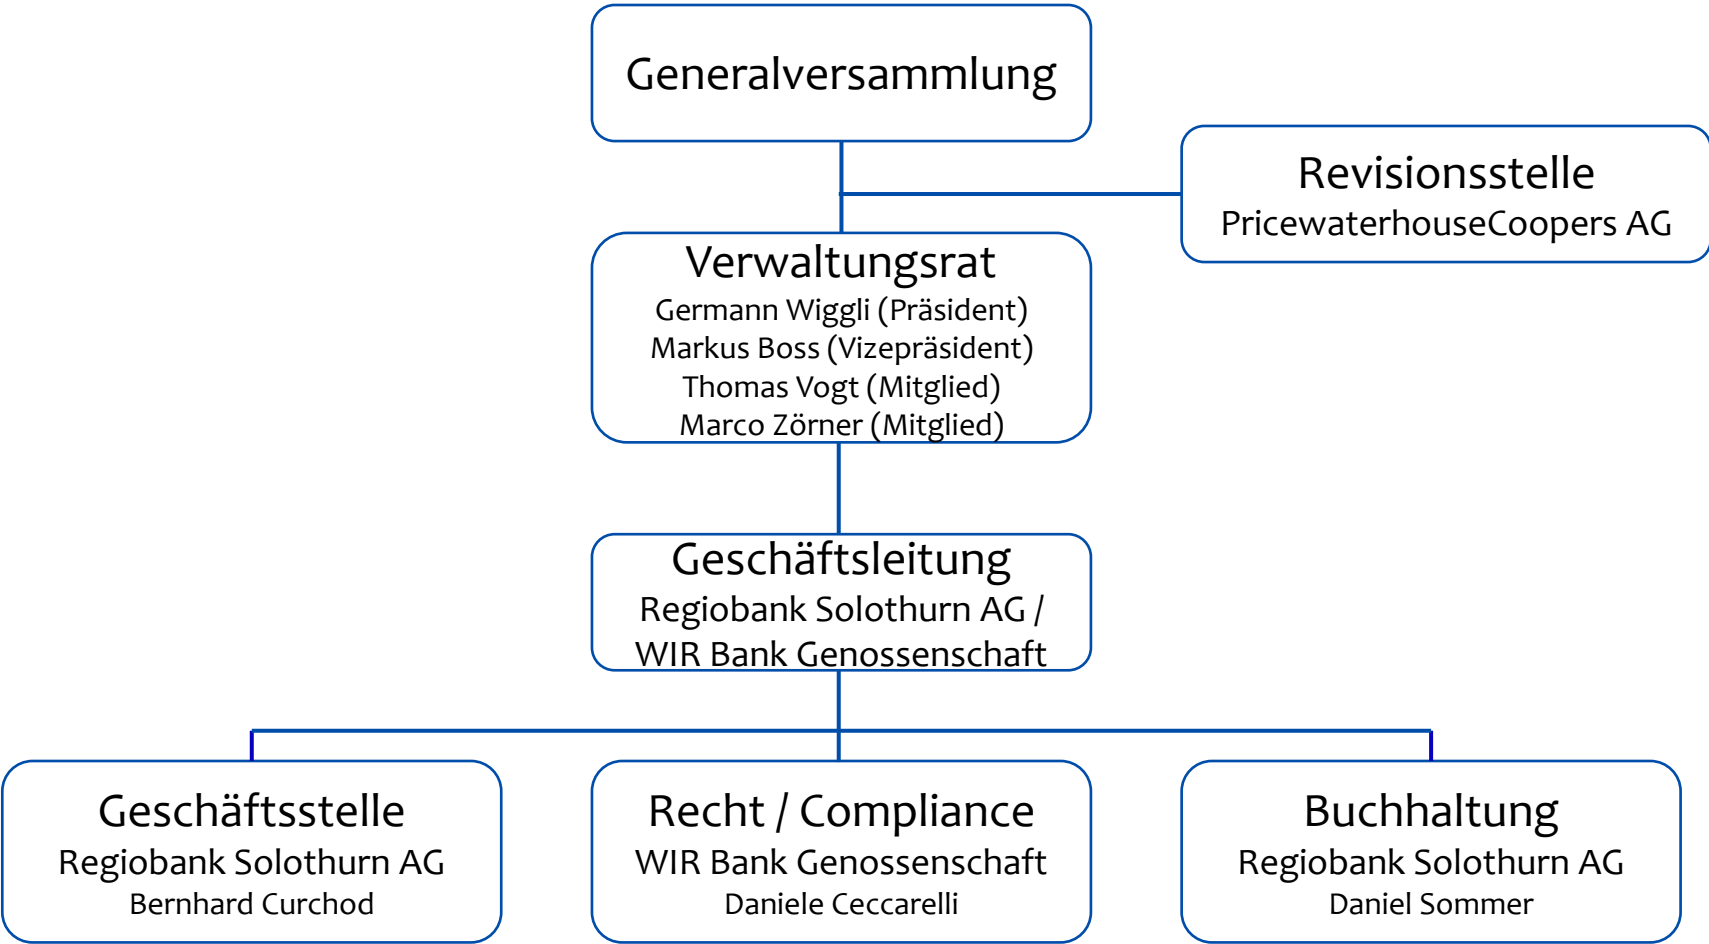 Generalversammlung
Revisionsstelle
PricewaterhouseCoopers AG
Verwaltungsrat
Germann Wiggli (Präsident)
Markus Boss (Vizepräsident)
Thomas Vogt (Mitglied)
Marco Zörner (Mitglied)
Geschäftsleitung
Regiobank Solothurn AG /
WIR Bank Genossenschaft
Geschäftsstelle
Regiobank Solothurn AG
Bernhard Curchod
Recht / Compliance
WIR Bank Genossenschaft
Daniele Ceccarelli
Buchhaltung
Regiobank Solothurn AG
Daniel Sommer